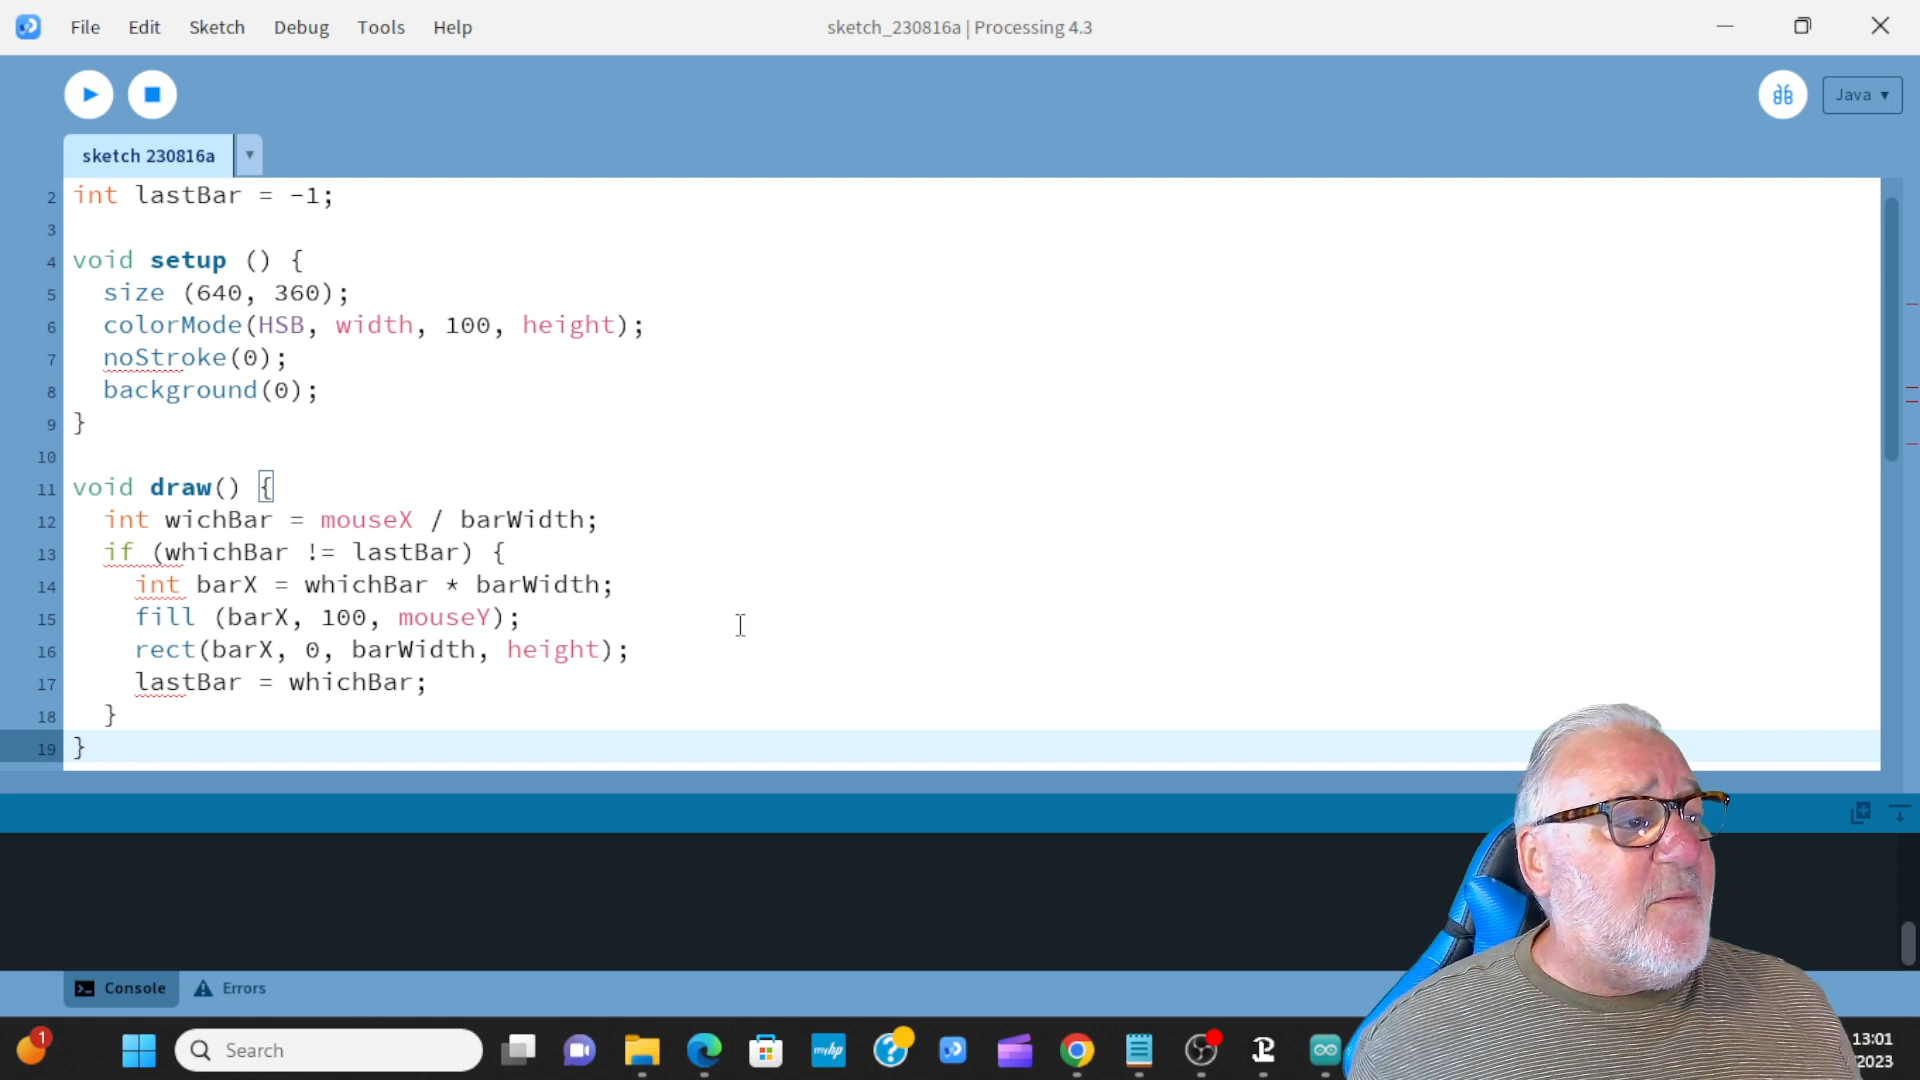 File Edit Sketch Debug Tools Help
sketch_230816a | Processing 4.3
Java ▾
sketch 230816a ▾
2 int lastBar = -1;
3
4 void setup () {
5 size (640, 360);
6 colorMode(HSB, width, 100, height);
7 noStroke(0);
8 background(0);
9 }
10
11 void draw() {
12 int wichBar = mouseX / barWidth;
13 if (whichBar != lastBar) {
14 int barX = whichBar * barWidth;
15 fill (barX, 100, mouseY);
16 rect(barX, 0, barWidth, height);
17 lastBar = whichBar;
18 }
19 }
Console Errors
1
Search
myhp
13:01
/2023